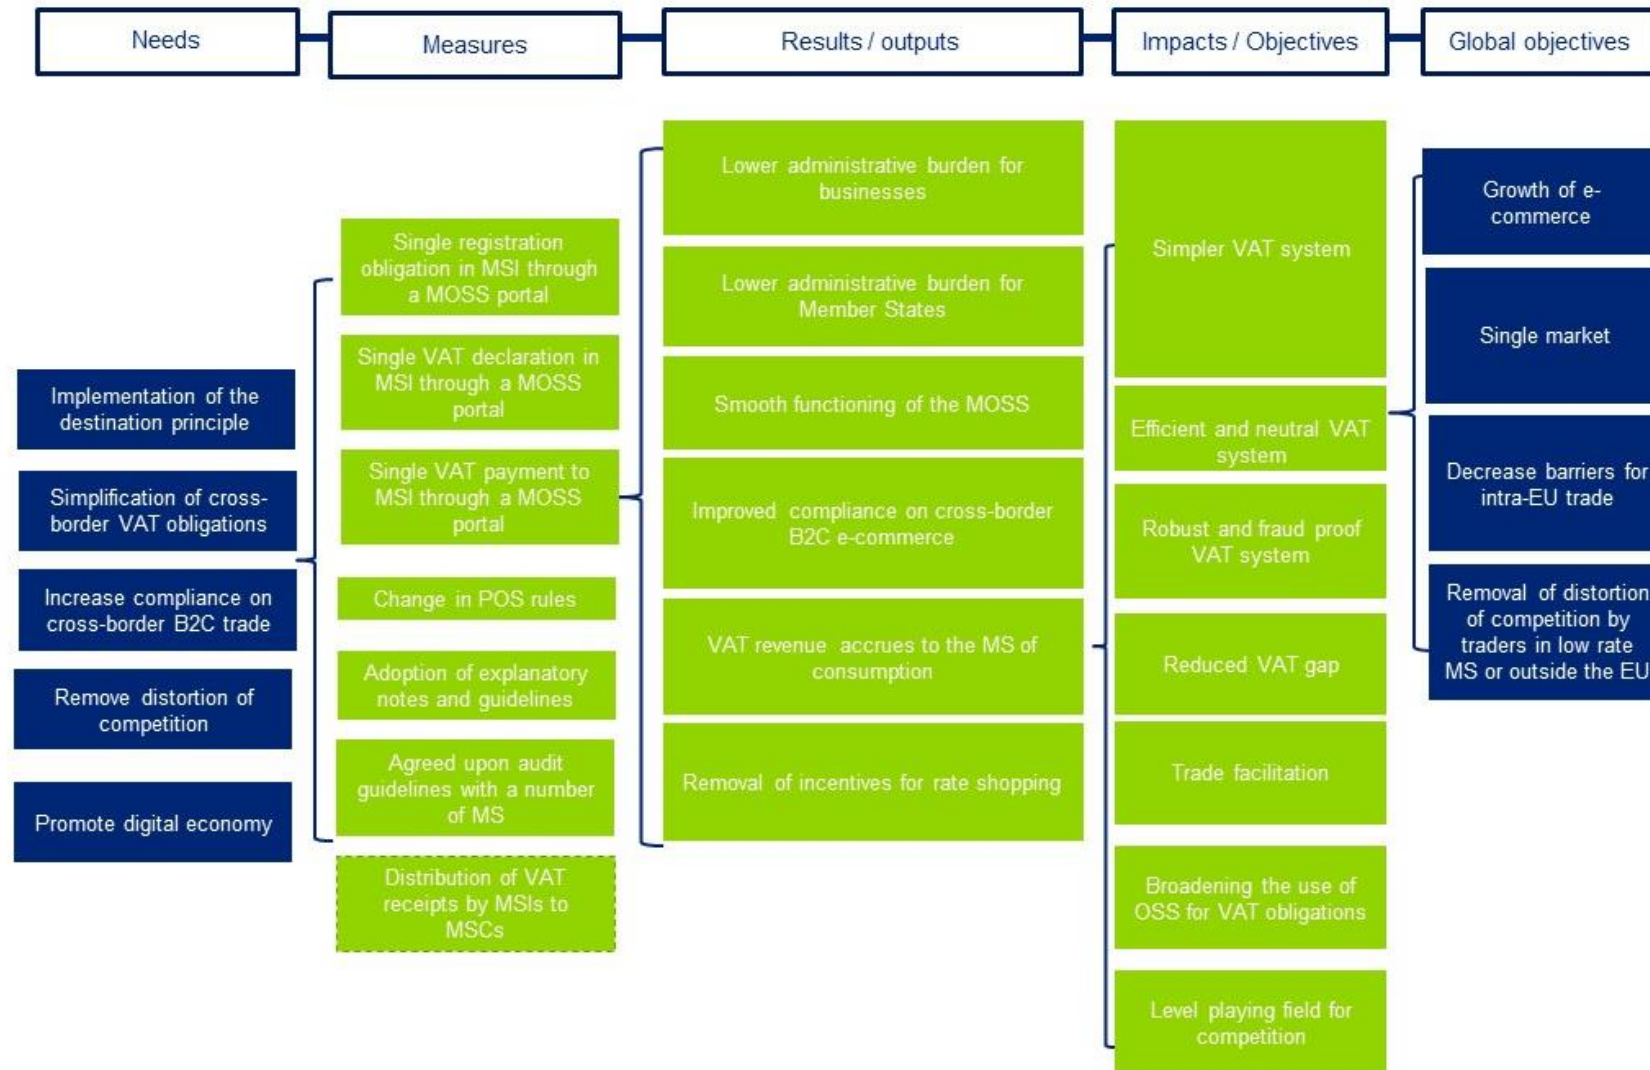 Needs
Measures
Results / outputs
Impacts / Objectives
Global objectives
Implementation of the
destination principle
Simplification of cross-
border VAT obligations
Increase compliance on
cross-border B2C trade
Remove distortion of
competition
Promote digital economy
Single registration
obligation in MSI through
a MOSS portal
Single VAT declaration in
MSI through a MOSS
portal
Single VAT payment to
MSI through a MOSS
portal
Change in POS rules
Adoption of explanatory
notes and guidelines
Agreed upon audit
guidelines with a number
of MS
Distribution of VAT
receipts by MSIs to
MSCs
Lower administrative burden for
businesses
Lower administrative burden for
Member States
Smooth functioning of the MOSS
Improved compliance on cross-border
B2C e-commerce
VAT revenue accrues to the MS of
consumption
Removal of incentives for rate shopping
Simpler VAT system
Efficient and neutral VAT
system
Robust and fraud proof
VAT system
Reduced VAT gap
Trade facilitation
Broadening the use of
OSS for VAT obligations
Level playing field for
competition
Growth of e-
commerce
Single market
Decrease barriers for
intra-EU trade
Removal of distortion
of competition by
traders in low rate
MS or outside the EU